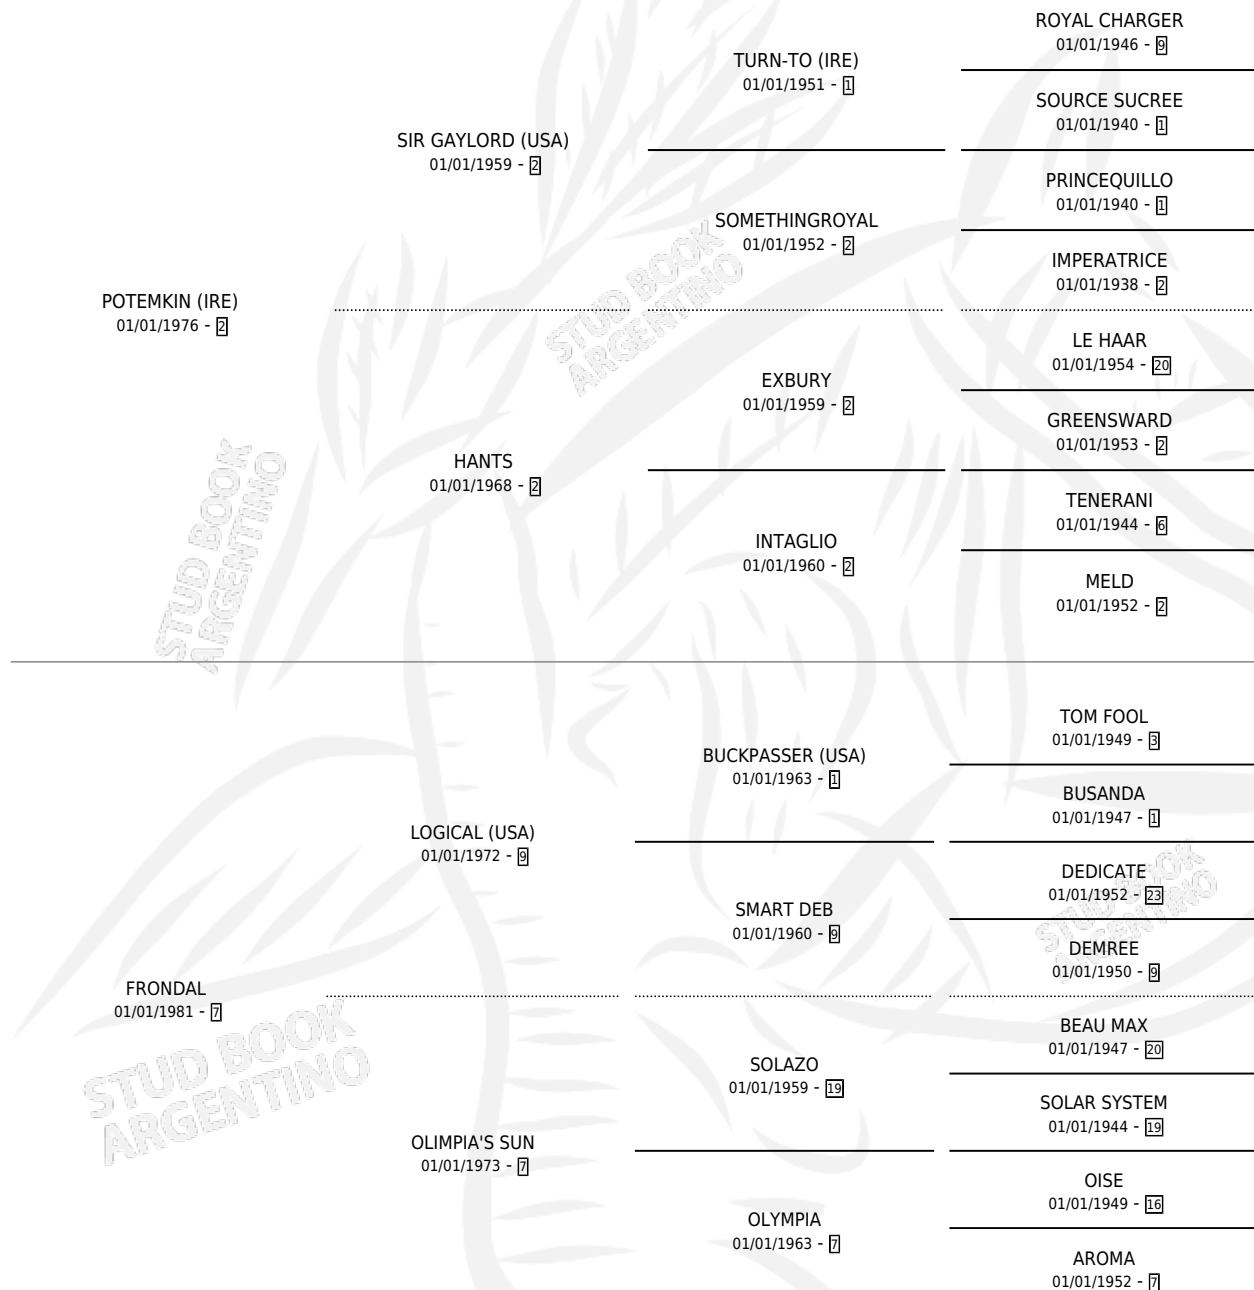 ROYAL CHARGER
01/01/1946 - 9
TURN-TO (IRE)
01/01/1951 - 1
SOURCE SUCREE
01/01/1940 - 1
SIR GAYLORD (USA)
01/01/1959 - 2
PRINCEQUILLO
01/01/1940 - 1
SOMETHINGROYAL
01/01/1952 - 2
IMPERATRICE
01/01/1938 - 2
POTEMKIN (IRE)
01/01/1976 - 2
LE HAAR
01/01/1954 - 20
EXBURY
01/01/1959 - 2
GREENSWARD
01/01/1953 - 2
HANTS
01/01/1968 - 2
TENERANI
01/01/1944 - 6
INTAGLIO
01/01/1960 - 2
MELD
01/01/1952 - 2
STUD BOOK
ARGENTINO
STUD BOOK
ARGENTINO
TOM FOOL
01/01/1949 - 3
BUCKPASSER (USA)
01/01/1963 - 1
BUSANDA
01/01/1947 - 1
LOGICAL (USA)
01/01/1972 - 9
DEDICATE
01/01/1952 - 23
SMART DEB
01/01/1960 - 9
DEMREE
01/01/1950 - 9
STUD BOOK
ARGENTINO
FRONDAL
01/01/1981 - 7
BEAU MAX
01/01/1947 - 20
SOLAZO
01/01/1959 - 19
SOLAR SYSTEM
01/01/1944 - 19
OLIMPIA'S SUN
01/01/1973 - 7
OISE
01/01/1949 - 16
OLYMPIA
01/01/1963 - 7
AROMA
01/01/1952 - 7
STUD BOOK
ARGENTINO